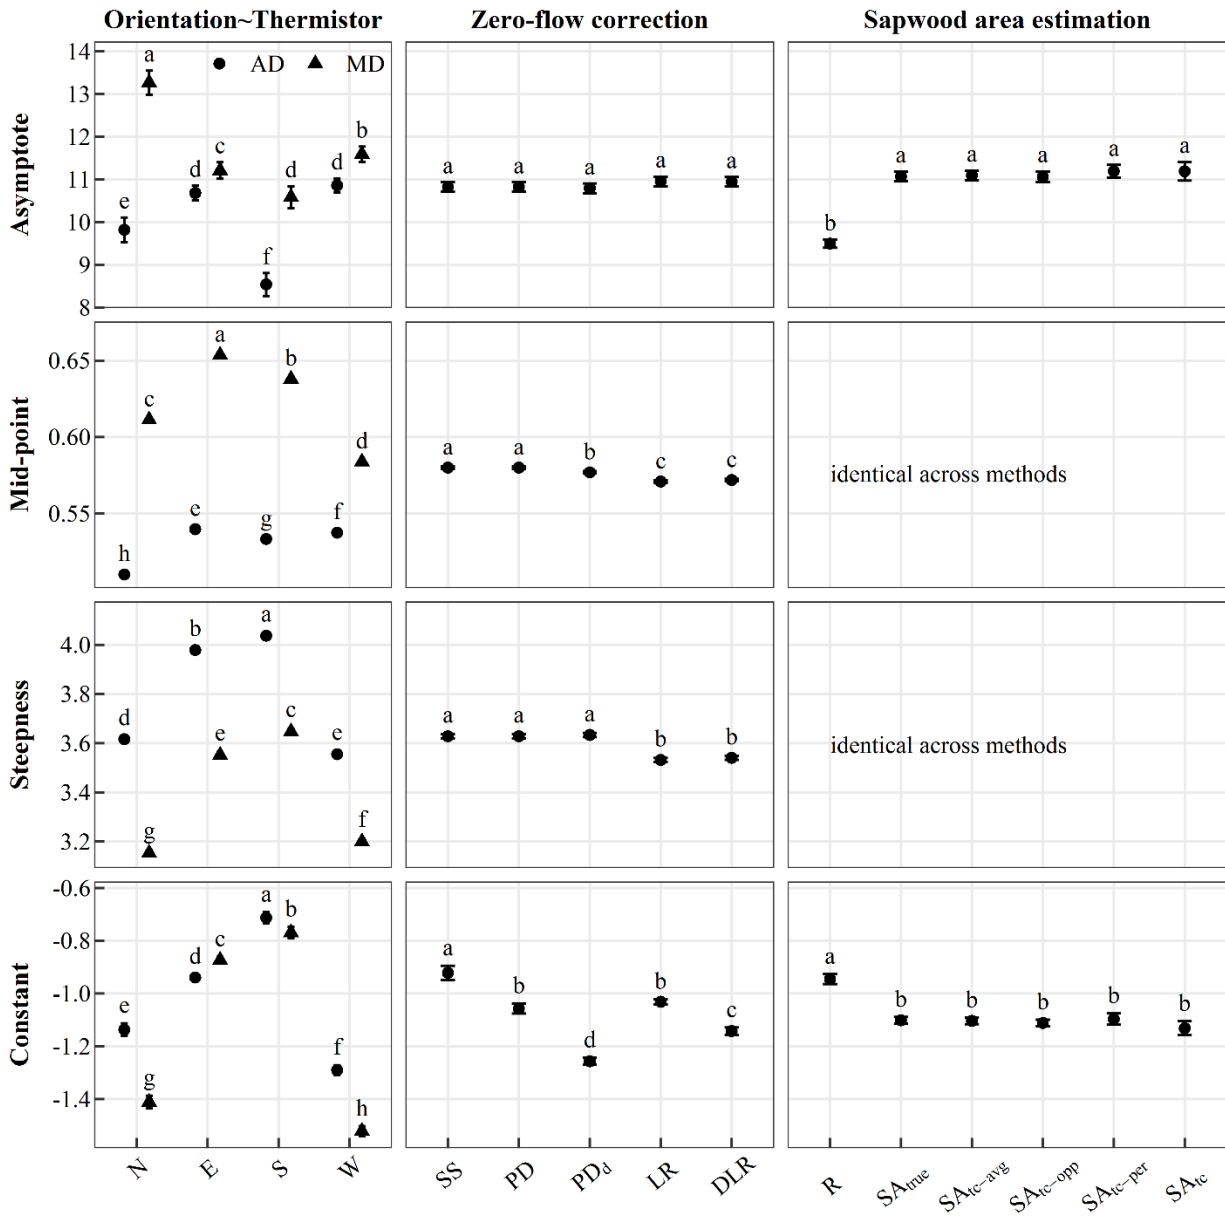 Orientation~Thermistor
Zero-flow correction
Sapwood area estimation
Asymptote
14
13
12
11
10
9
8
AD MD
e a d c f d d b
a a a a a
b a a a a a
Mid-point
0.65
0.60
0.55
h c e a g b f d
a a b c c
identical across methods
Steepness
4.0
3.8
3.6
3.4
3.2
d g b e a c e f
a a a b b
identical across methods
Constant
-0.6
-0.8
-1.0
-1.2
-1.4
e g d c a b f h
a b d b c
a b b b b b
N E S W
SS PD PDd LR DLR
R SAtrue SAtc−avg SAtc−opp SAtc−per SAtc